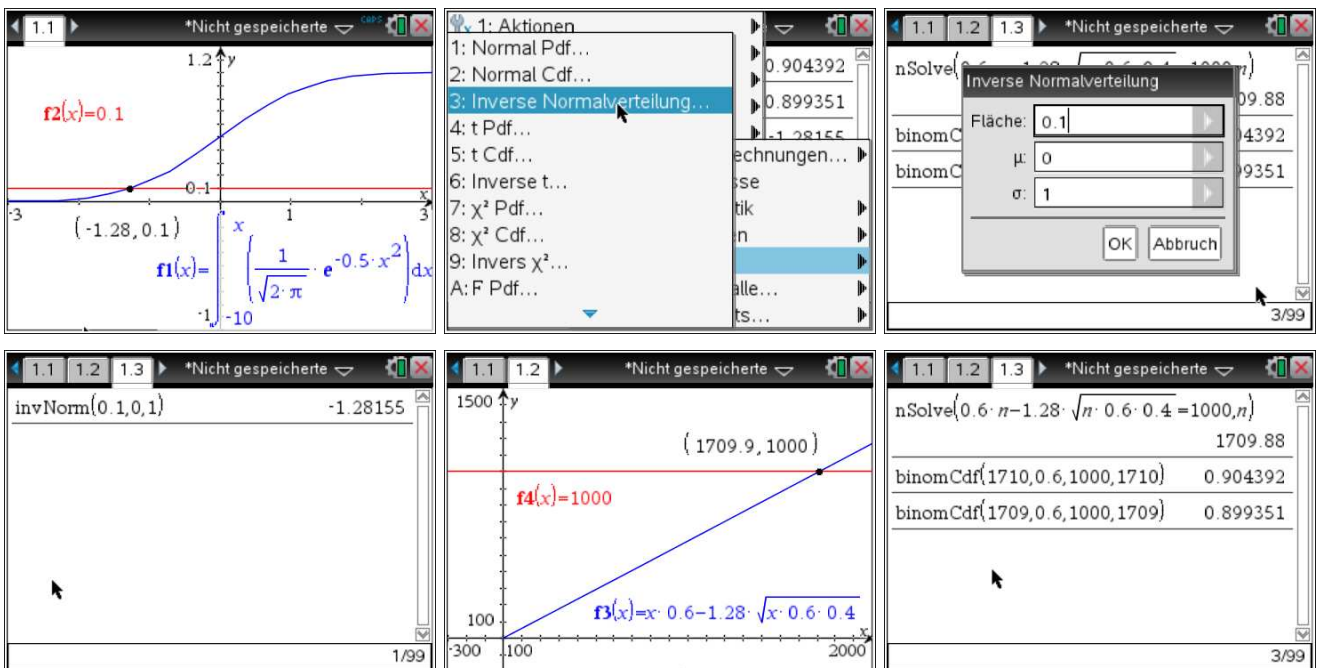 1.1 *Nicht gespeicherte CAPS
1.2 y
f2(x)=0.1
0.1
x
-3 1 3
(-1.28,0.1)
f1(x)=∫ x -10 (1/√(2·π) · e^(-0.5·x²))dx
-1
1: Aktionen
1: Normal Pdf...
2: Normal Cdf...
3: Inverse Normalverteilung...
4: t Pdf...
5: t Cdf...
6: Inverse t...
7: χ² Pdf...
8: χ² Cdf...
9: Invers χ²...
A: F Pdf...
0.904392
0.899351
-1.28155
echnungen...
sse
tik
n
alle...
ts...
1.1 1.2 1.3 *Nicht gespeicherte
nSolve(
n)
09.88
binomC 4392
binomC 99351
Inverse Normalverteilung
Fläche: 0.1
μ: 0
σ: 1
OK Abbruch
3/99
1.1 1.2 1.3 *Nicht gespeicherte
invNorm(0.1,0,1) -1.28155
1/99
1.1 1.2 *Nicht gespeicherte
1500 y
(1709.9,1000)
f4(x)=1000
f3(x)=x·0.6-1.28·√(x·0.6·0.4)
100
x
-300 100 2000
1.1 1.2 1.3 *Nicht gespeicherte
nSolve(0.6·n-1.28·√(n·0.6·0.4)=1000,n)
1709.88
binomCdf(1710,0.6,1000,1710) 0.904392
binomCdf(1709,0.6,1000,1709) 0.899351
3/99